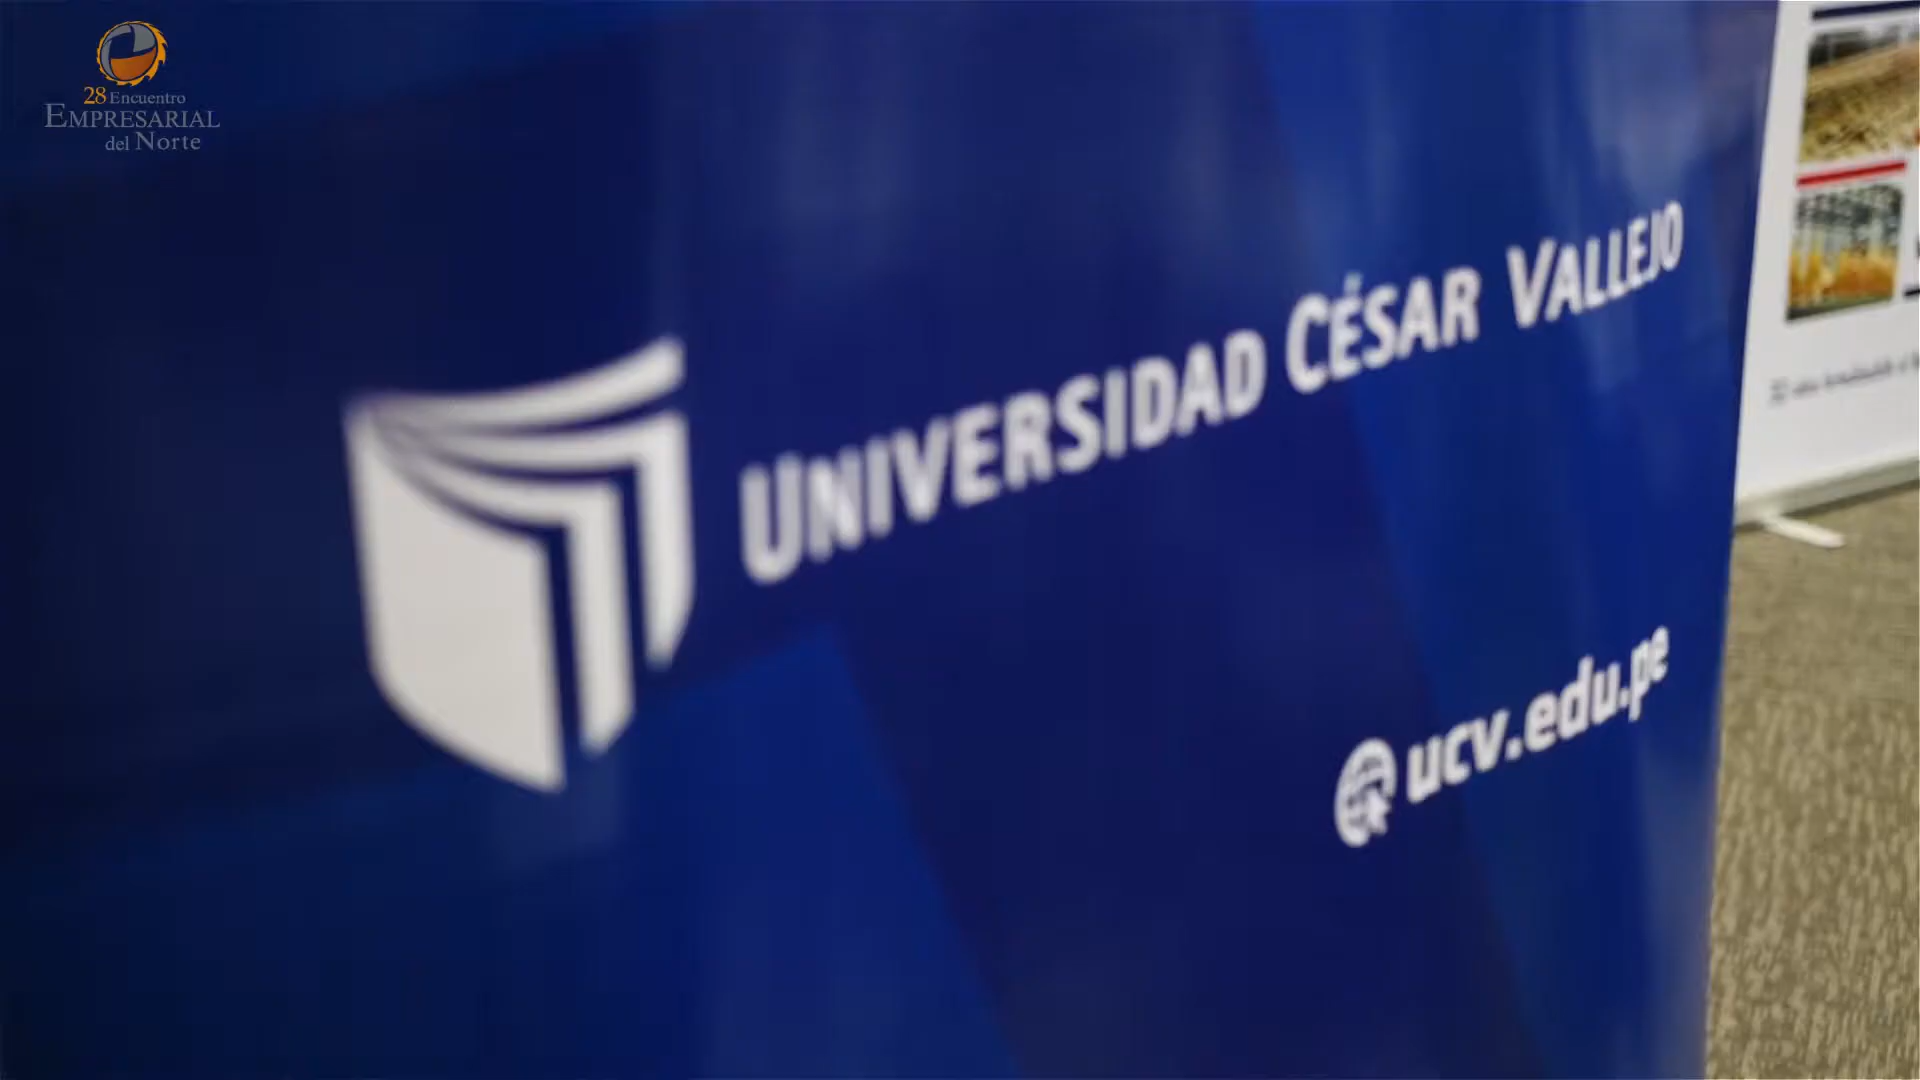 28 Encuentro
EMPRESARIAL
del Norte
UNIVERSIDAD CÉSAR VALLEJO
ucv.edu.pe